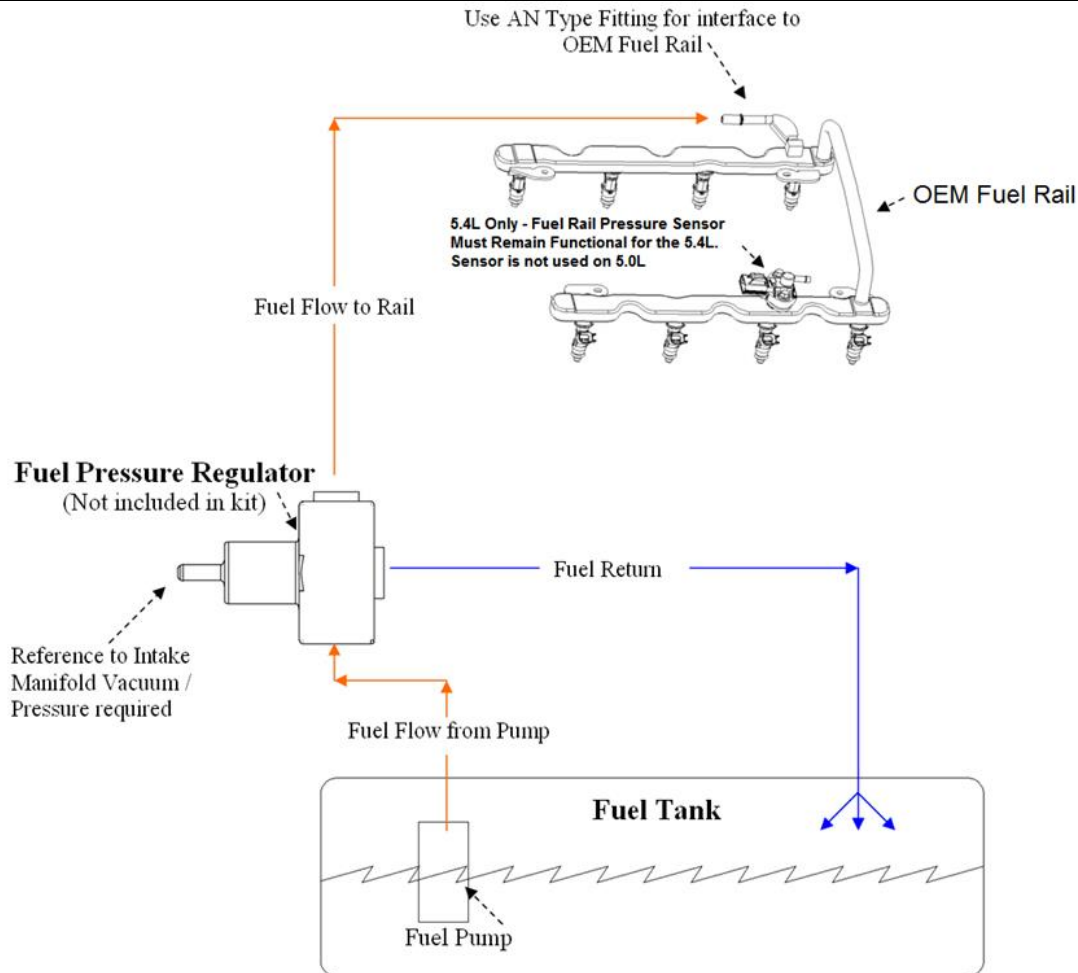 Use AN Type Fitting for interface to
OEM Fuel Rail
OEM Fuel Rail
5.4L Only - Fuel Rail Pressure Sensor
Must Remain Functional for the 5.4L.
Sensor is not used on 5.0L
Fuel Flow to Rail
Fuel Pressure Regulator
(Not included in kit)
Fuel Return
Reference to Intake
Manifold Vacuum /
Pressure required
Fuel Flow from Pump
Fuel Tank
Fuel Pump